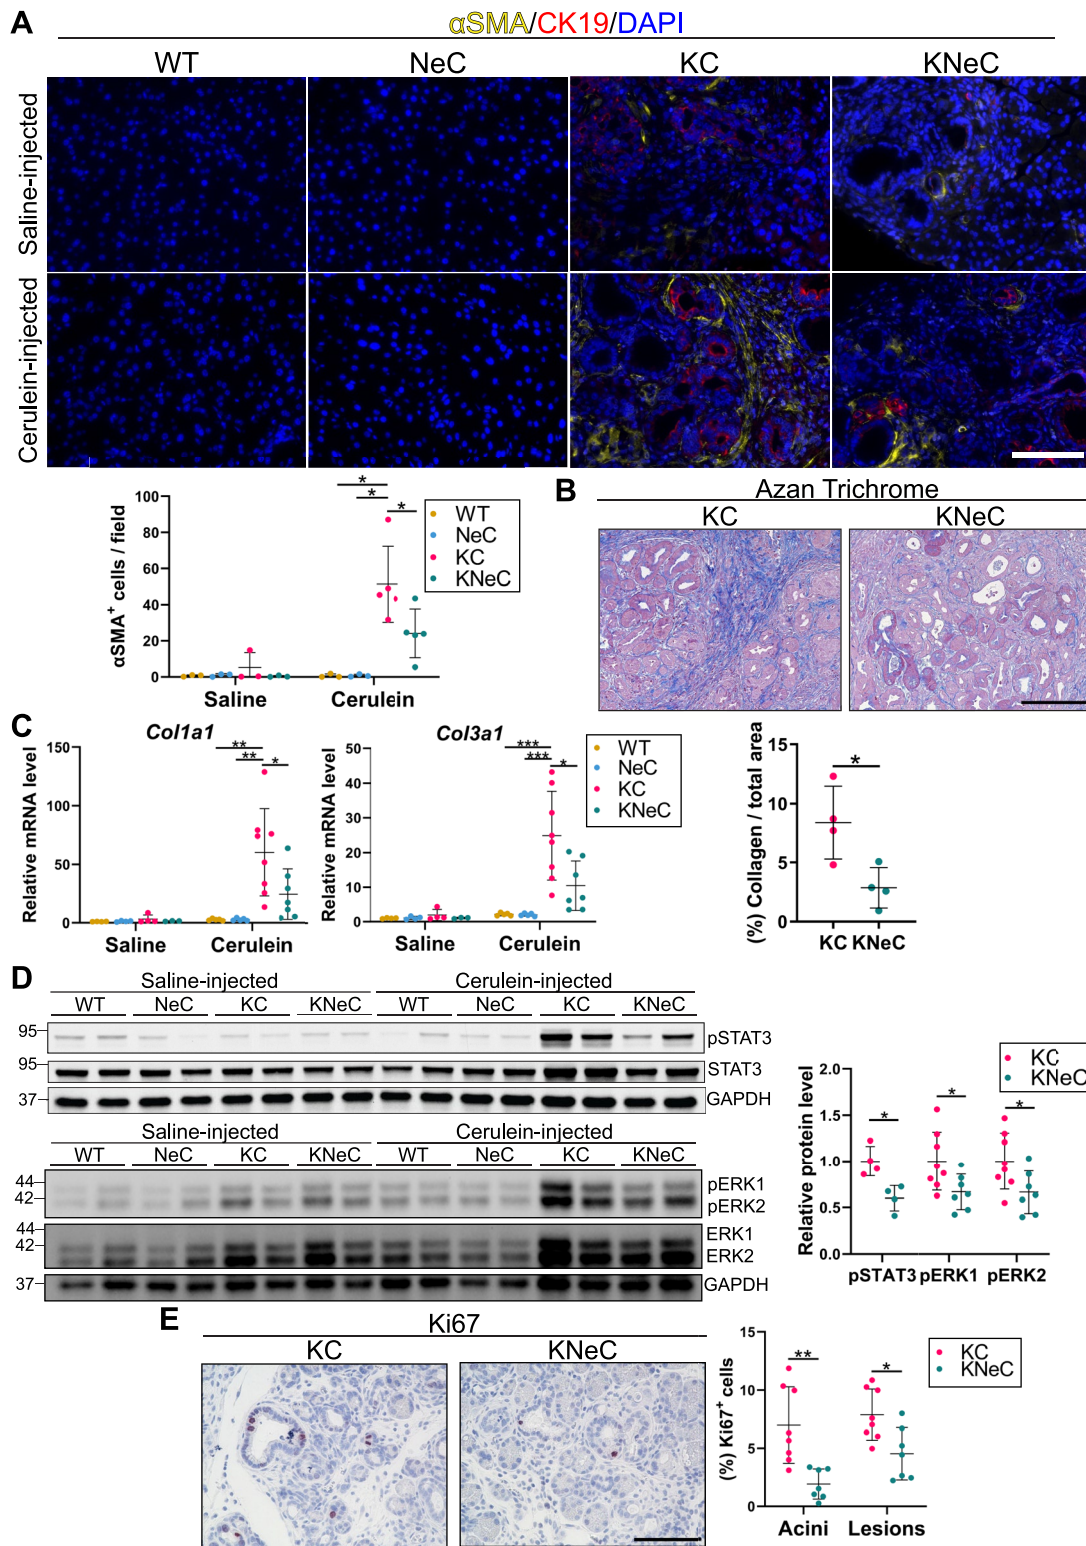 A
αSMA/CK19/DAPI
WT NeC KC KNeC
Saline-injected
Cerulein-injected
αSMA⁺ cells / field
100
80
60
40
20
0
Saline Cerulein
* * *
WT
NeC
KC
KNeC
B
Azan Trichrome
KC KNeC
(%) Collagen / total area
15
10
5
0
*
KC KNeC
C
Col1a1
Relative mRNA level
150
100
50
0
** ** *
Saline Cerulein
Col3a1
Relative mRNA level
50
40
30
20
10
0
*** *** *
Saline Cerulein
WT
NeC
KC
KNeC
D
Saline-injected Cerulein-injected
WT NeC KC KNeC WT NeC KC KNeC
95 pSTAT3
95 STAT3
37 GAPDH
Saline-injected Cerulein-injected
WT NeC KC KNeC WT NeC KC KNeC
44 pERK1
42 pERK2
44 ERK1
42 ERK2
37 GAPDH
KC
KNeC
Relative protein level
2.0
1.5
1.0
0.5
0.0
* * *
pSTAT3 pERK1 pERK2
E
Ki67
KC KNeC
(%) Ki67⁺ cells
15
10
5
0
** *
Acini Lesions
KC
KNeC